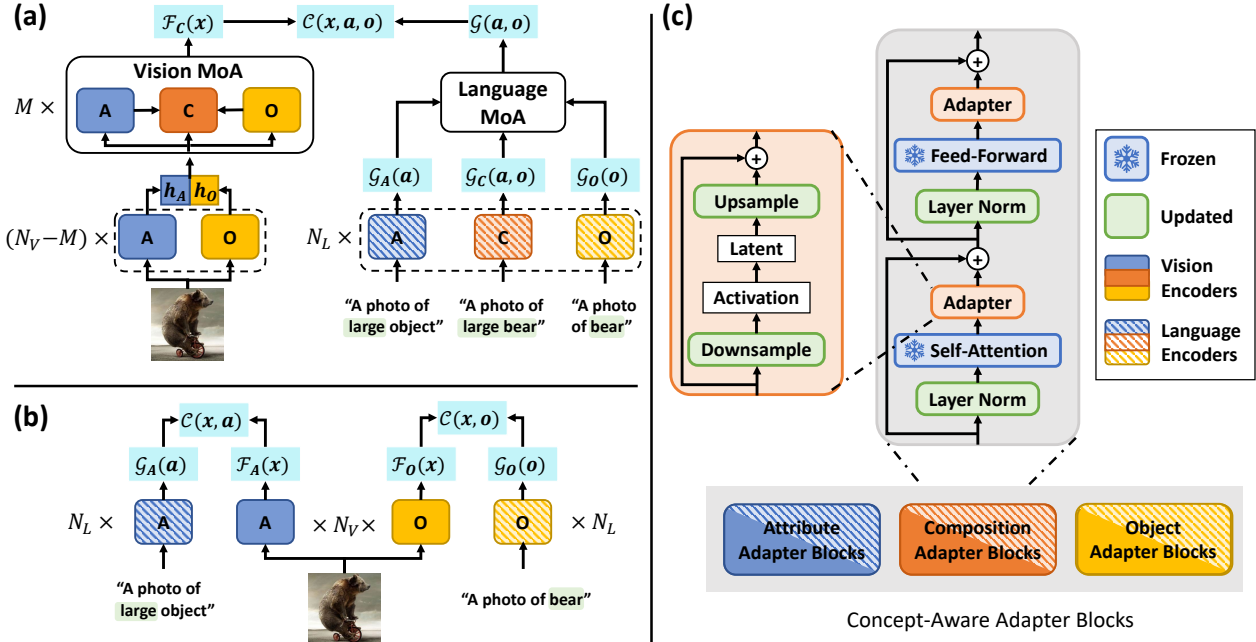 (a)
𝓕_C(x) 𝓒(x, a, o) 𝓖(a, o)
Vision MoA
M ×
A C O
Language
MoA
h_A h_O
𝓖_A(a) 𝓖_C(a, o) 𝓖_O(o)
(N_V−M) ×
A O
N_L ×
A C O
“A photo of
large object”
“A photo of
large bear”
“A photo
of bear”
(b)
𝓒(x, a) 𝓒(x, o)
𝓖_A(a) 𝓕_A(x) 𝓕_O(x) 𝓖_O(o)
N_L × A A × N_V × O O × N_L
“A photo of
large object”
“A photo of bear”
(c)
+
Adapter
Feed-Forward
Layer Norm
+
Adapter
Self-Attention
Layer Norm
+
Upsample
Latent
Activation
Downsample
Frozen
Updated
Vision
Encoders
Language
Encoders
Attribute
Adapter Blocks
Composition
Adapter Blocks
Object
Adapter Blocks
Concept-Aware Adapter Blocks